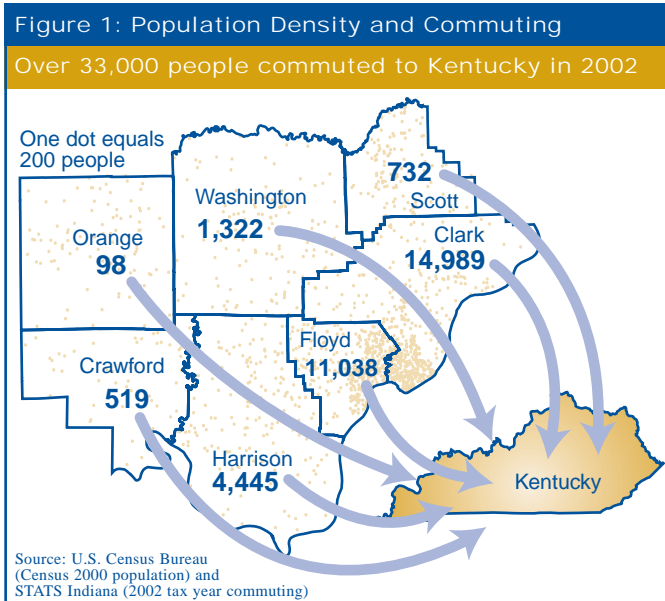 Figure 1: Population Density and Commuting
Over 33,000 people commuted to Kentucky in 2002
One dot equals
200 people
732
Scott
Washington
1,322
Orange
98
Clark
14,989
Floyd
11,038
Crawford
519
Harrison
4,445
Kentucky
Source: U.S. Census Bureau
(Census 2000 population) and
STATS Indiana (2002 tax year commuting)